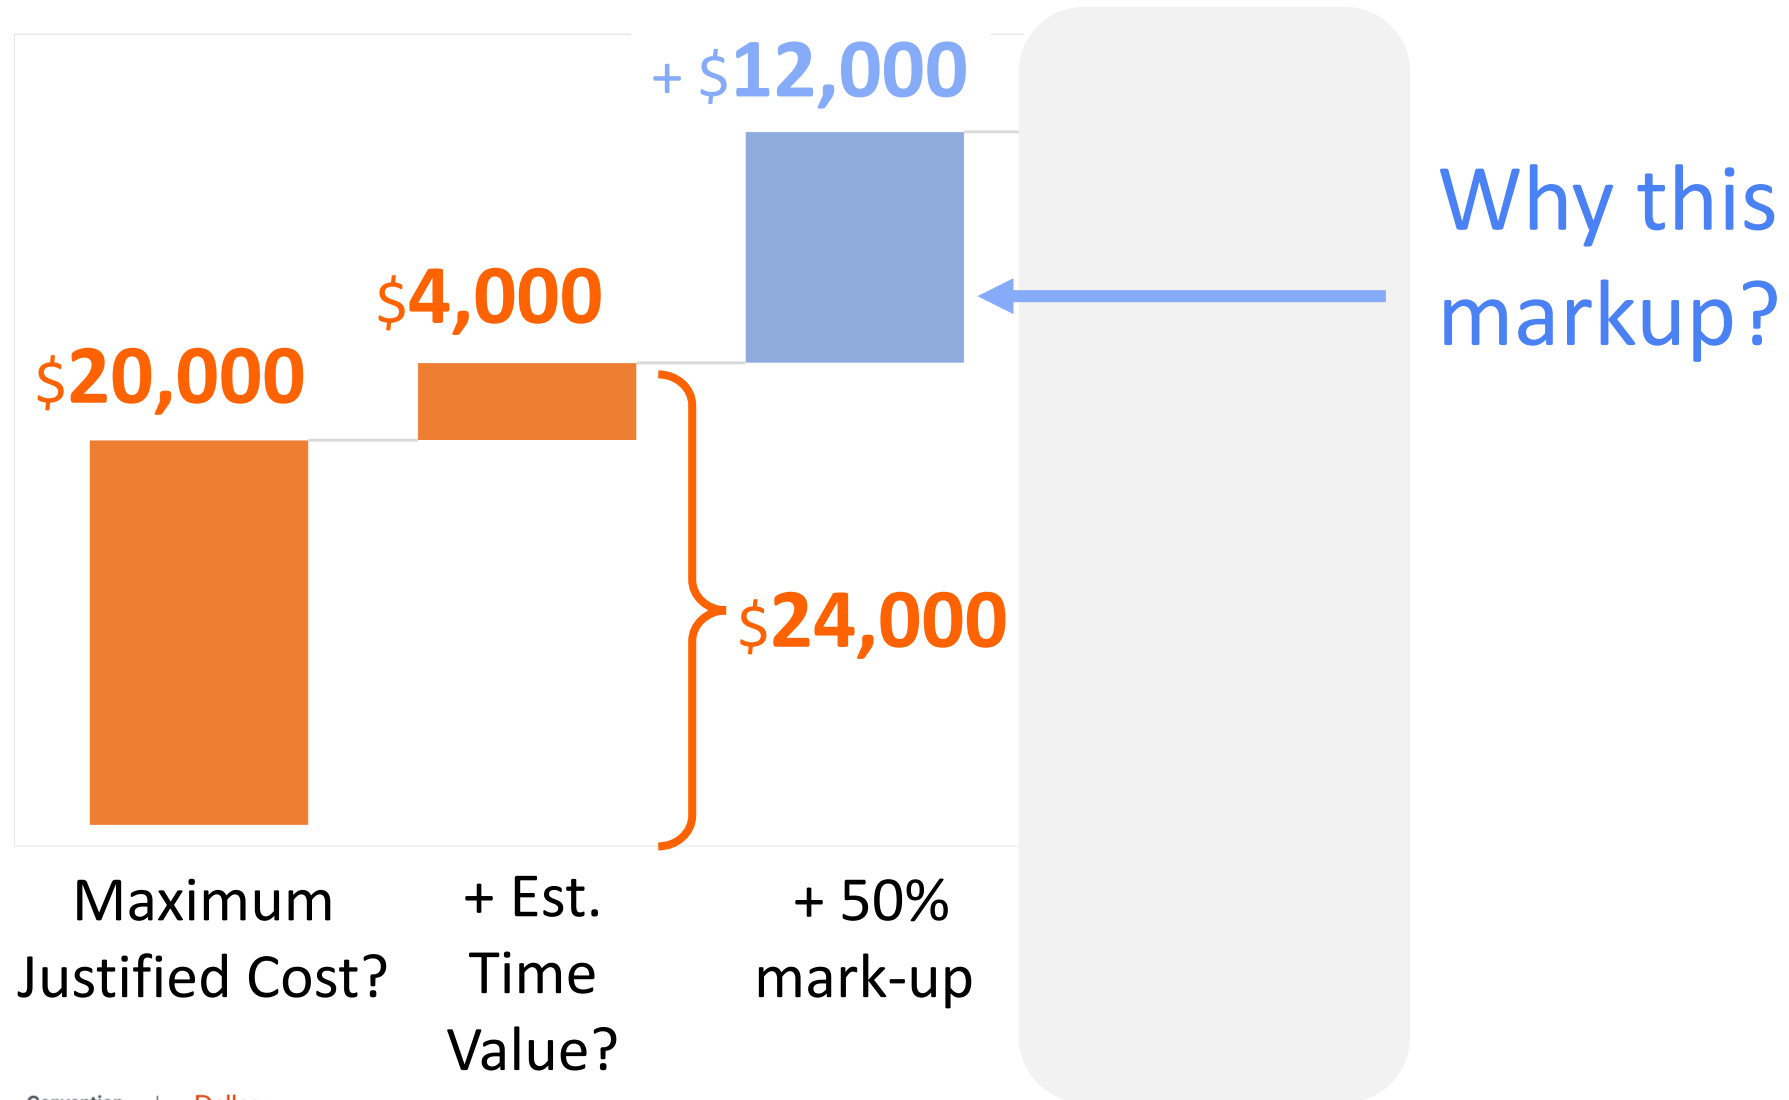 + $12,000
Why this
markup?
$4,000
$20,000
$24,000
Maximum
Justified Cost?
+ Est.
Time
Value?
+ 50%
mark-up